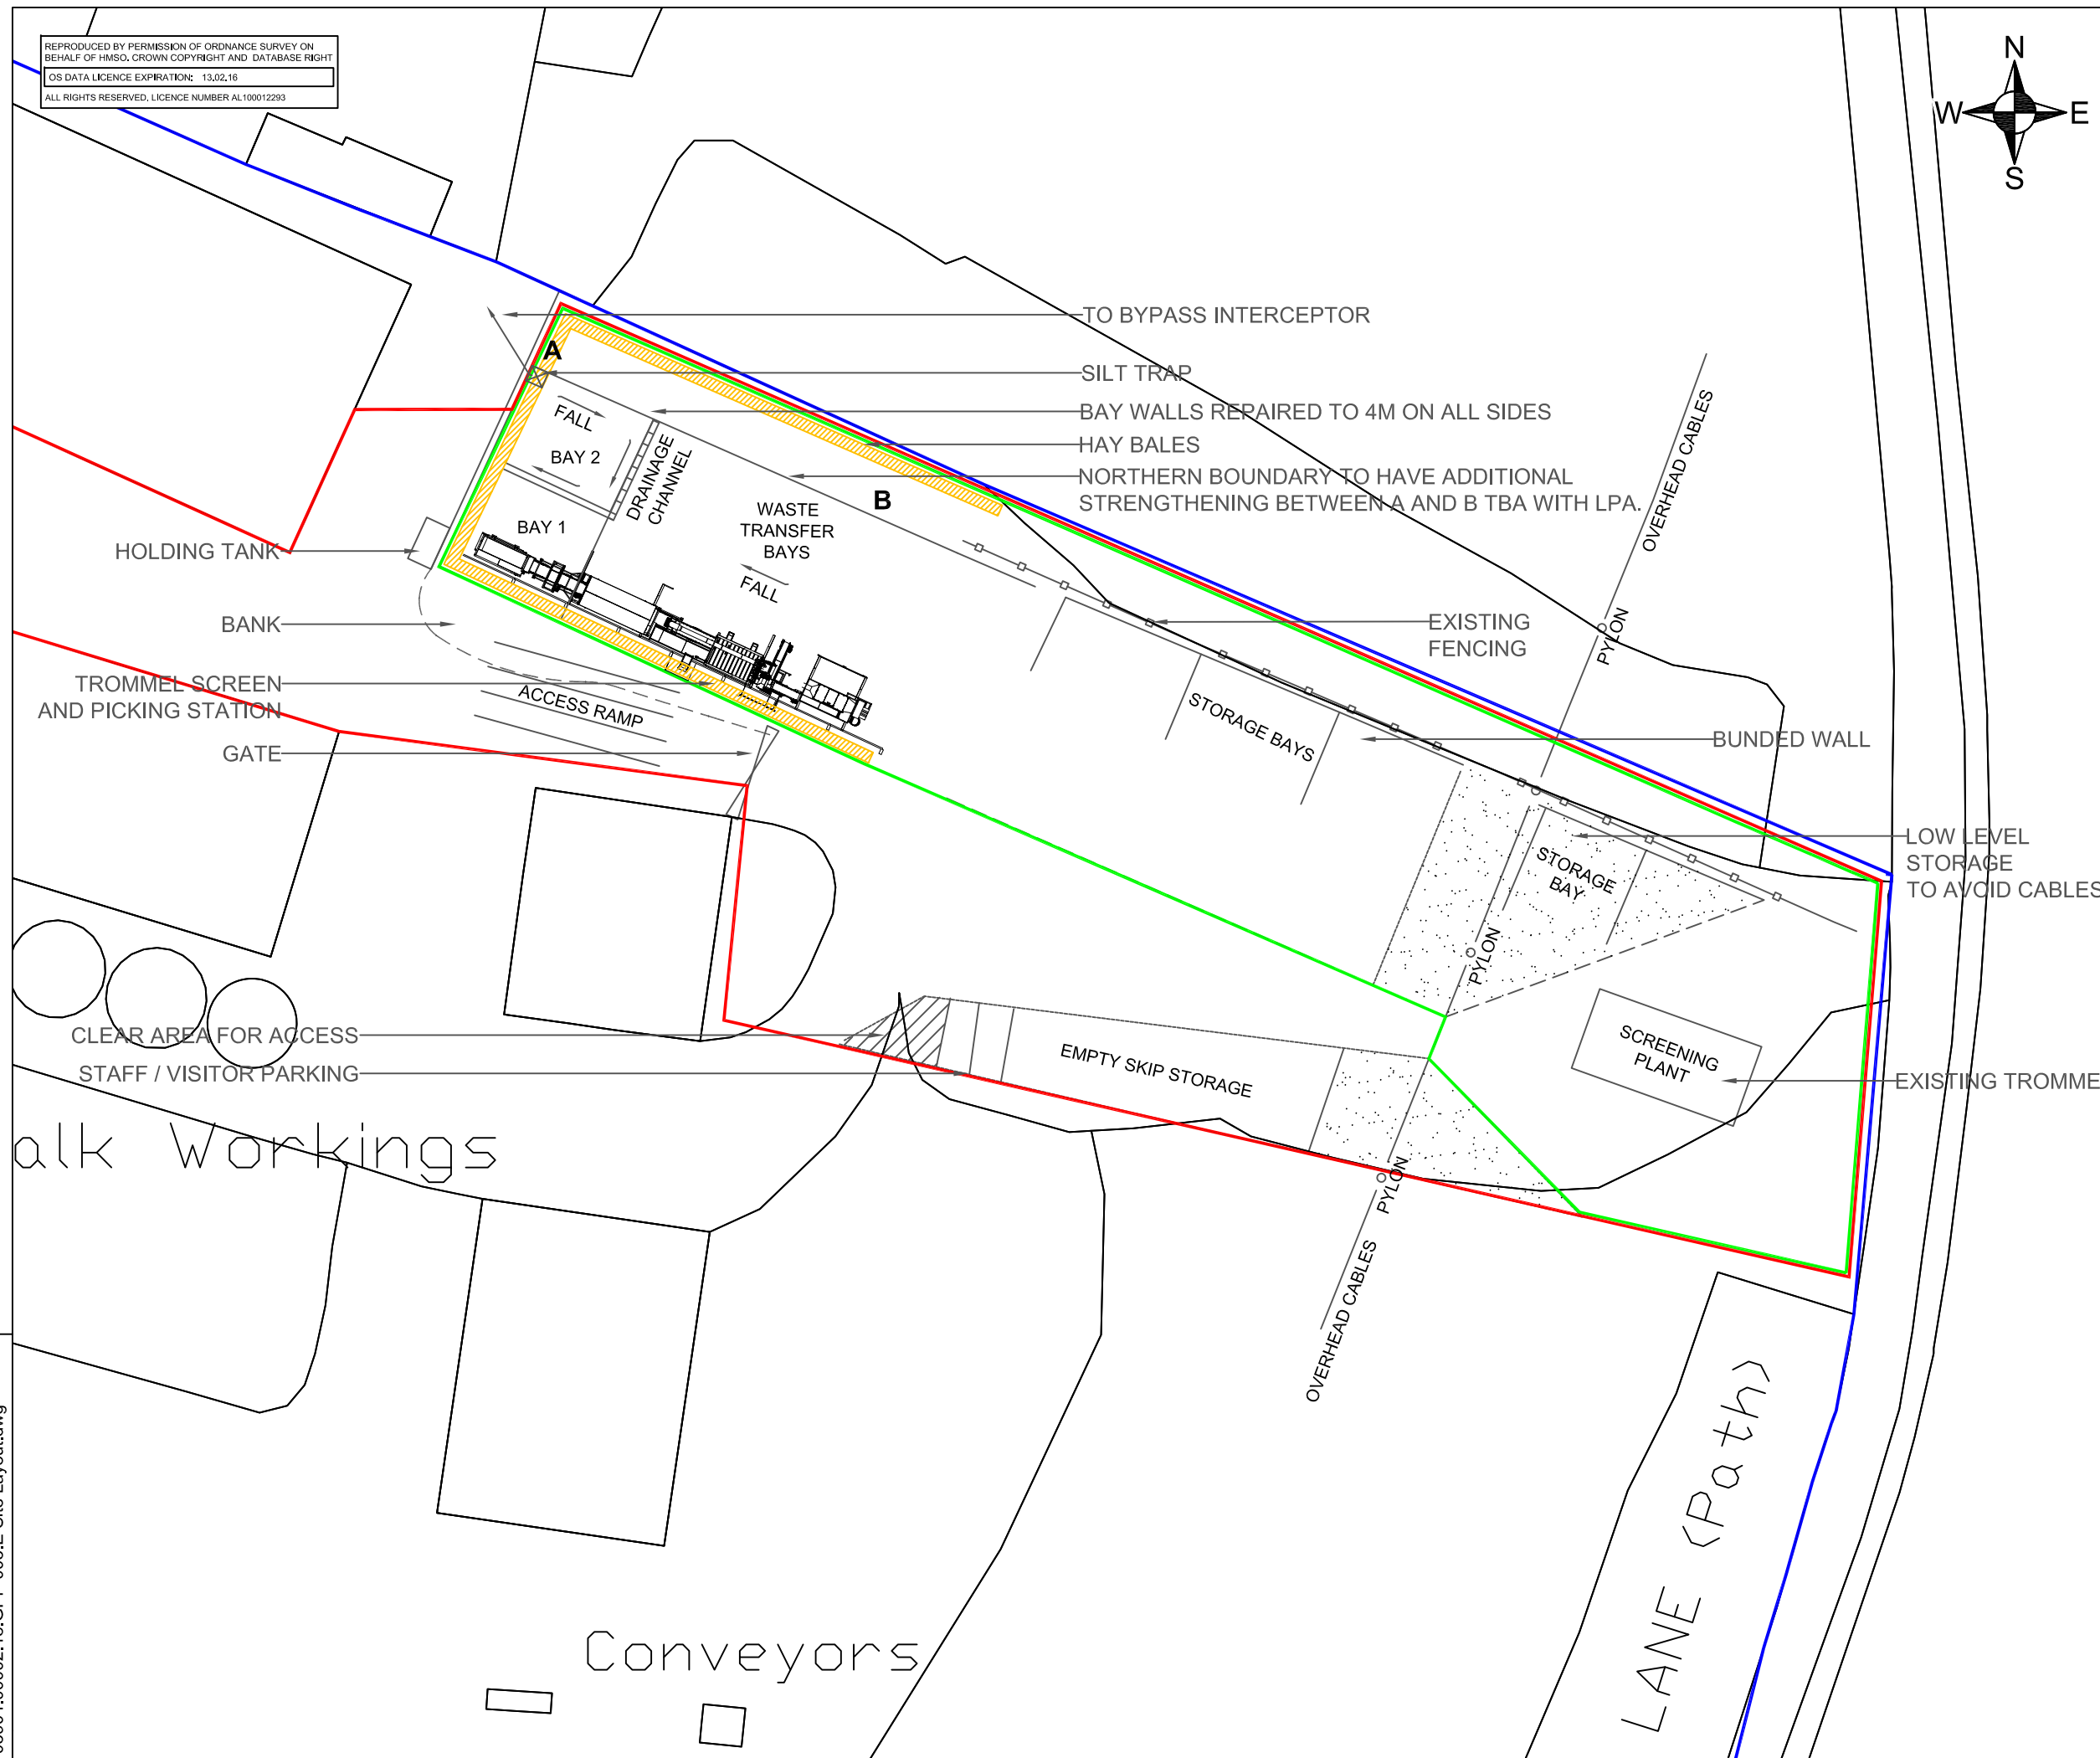 REPRODUCED BY PERMISSION OF ORDNANCE SURVEY ON
BEHALF OF HMSO. CROWN COPYRIGHT AND DATABASE RIGHT
OS DATA LICENCE EXPIRATION: 13.02.16
ALL RIGHTS RESERVED, LICENCE NUMBER AL100012293
N
W E
S
TO BYPASS INTERCEPTOR
A
SILT TRAP
BAY WALLS REPAIRED TO 4M ON ALL SIDES
HAY BALES
NORTHERN BOUNDARY TO HAVE ADDITIONAL
STRENGTHENING BETWEEN A AND B TBA WITH LPA.
OVERHEAD CABLES
FALL
BAY 2
DRAINAGE
CHANNEL
B
WASTE
TRANSFER
BAYS
BAY 1
FALL
HOLDING TANK
BANK
EXISTING
FENCING
PYLON
TROMMEL SCREEN
AND PICKING STATION
ACCESS RAMP
STORAGE BAYS
GATE
BUNDED WALL
LOW LEVEL
STORAGE
TO AVOID CABLES
STORAGE
BAY
PYLON
CLEAR AREA FOR ACCESS
STAFF / VISITOR PARKING
EMPTY SKIP STORAGE
SCREENING
PLANT
EXISTING TROMME
alk Workings
PYLON
OVERHEAD CABLES
LANE (Path)
Conveyors